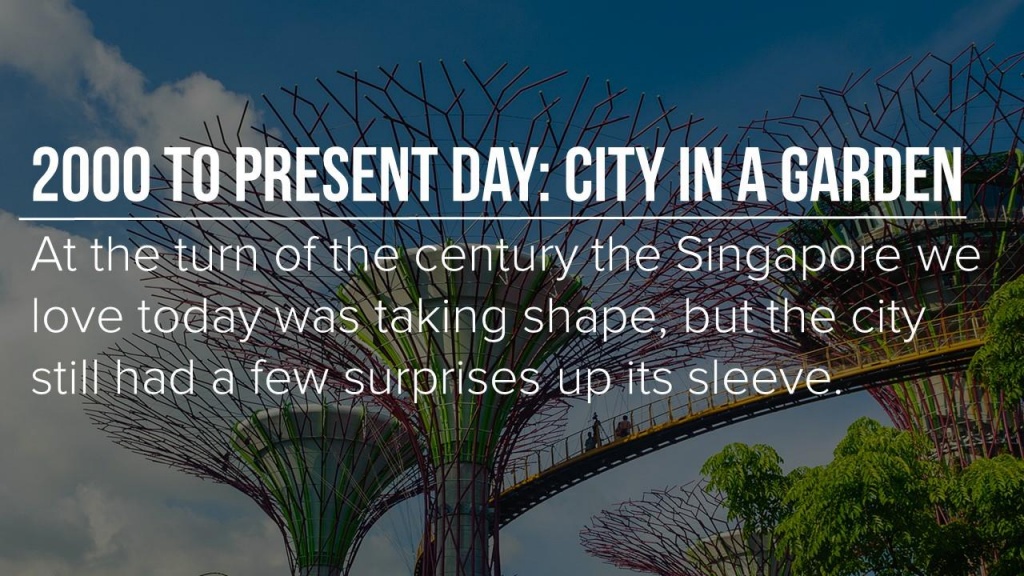 2000 TO PRESENT DAY: CITY IN A GARDEN
At the turn of the century the Singapore we
love today was taking shape, but the city
still had a few surprises up its sleeve.